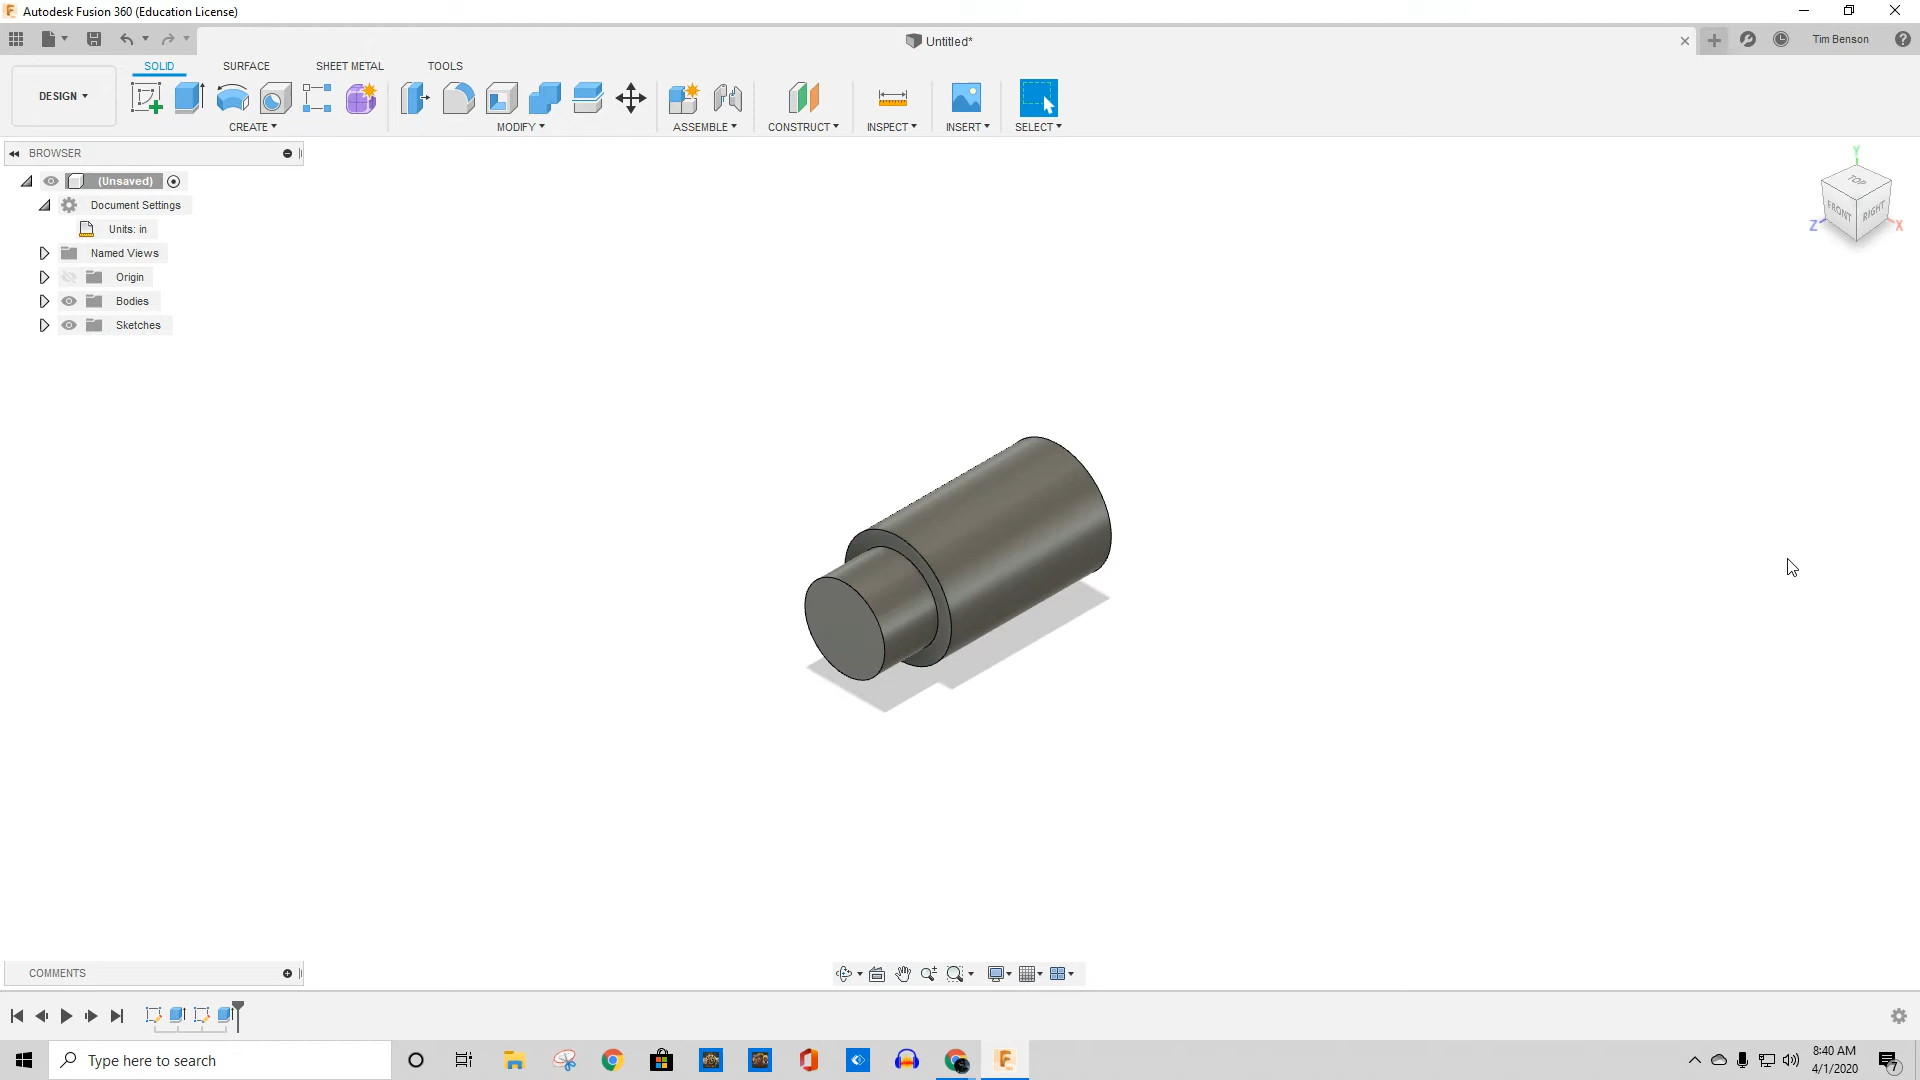 Autodesk Fusion 360 (Education License)
Untitled*
Tim Benson
SOLID SURFACE SHEET METAL TOOLS
DESIGN
CREATE MODIFY ASSEMBLE CONSTRUCT INSPECT INSERT SELECT
BROWSER
(Unsaved)
Document Settings
Units: in
Named Views
Origin
Bodies
Sketches
Y
TOP
FRONT RIGHT
Z X
COMMENTS
Type here to search
8:40 AM
4/1/2020
7